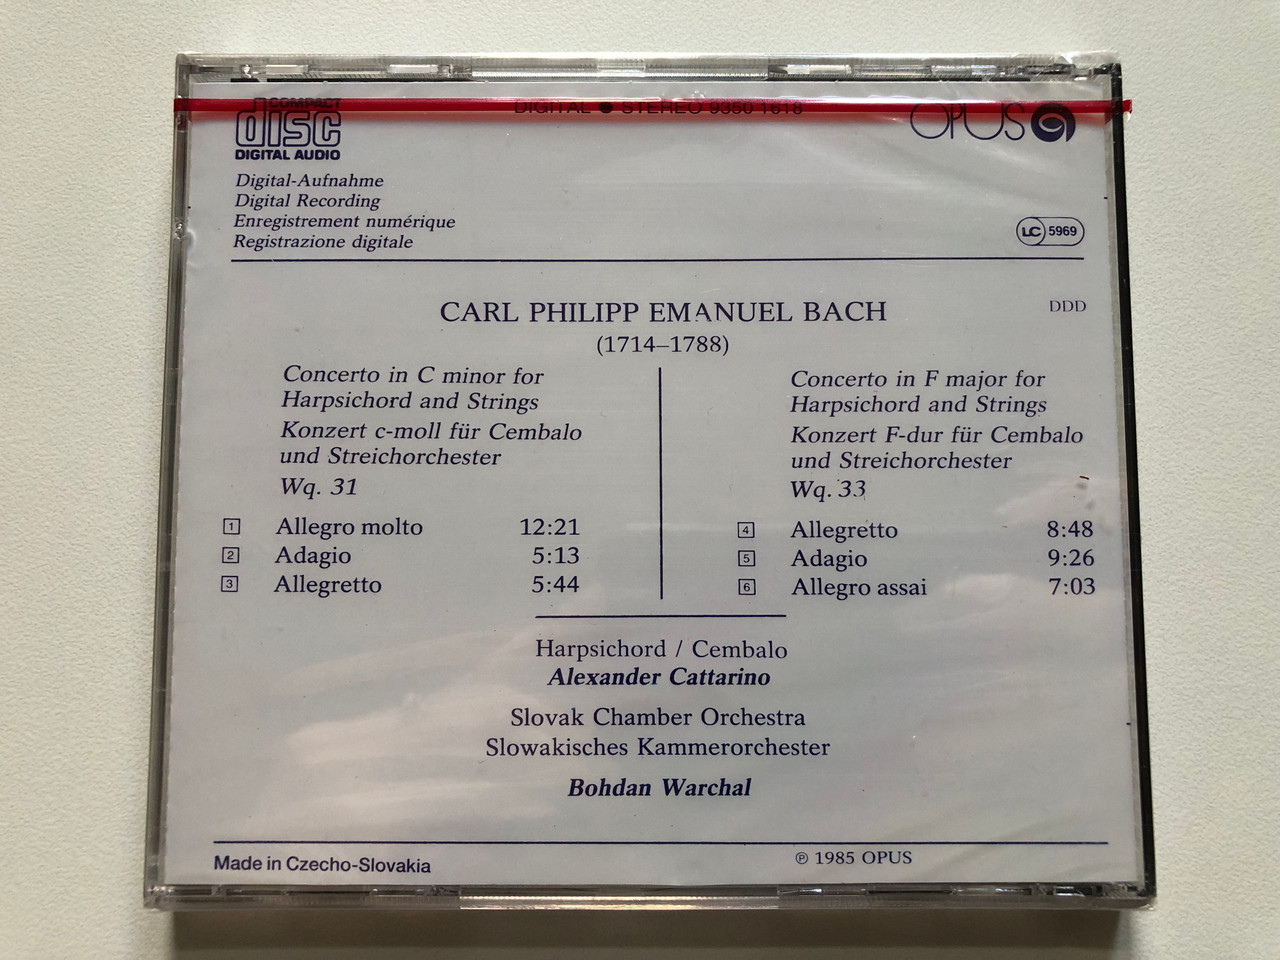 COMPACT
disc
DIGITAL AUDIO
DIGITAL ● STEREO 9350 1618
OPUS
Digital-Aufnahme
Digital Recording
Enregistrement numérique
Registrazione digitale
LC 5969
CARL PHILIPP EMANUEL BACH
DDD
(1714–1788)
Concerto in C minor for
Harpsichord and Strings
Konzert c-moll für Cembalo
und Streichorchester
Wq. 31
1 Allegro molto 12:21
2 Adagio 5:13
3 Allegretto 5:44
Concerto in F major for
Harpsichord and Strings
Konzert F-dur für Cembalo
und Streichorchester
Wq. 33
4 Allegretto 8:48
5 Adagio 9:26
6 Allegro assai 7:03
Harpsichord / Cembalo
Alexander Cattarino
Slovak Chamber Orchestra
Slowakisches Kammerorchester
Bohdan Warchal
Made in Czecho-Slovakia
℗ 1985 OPUS